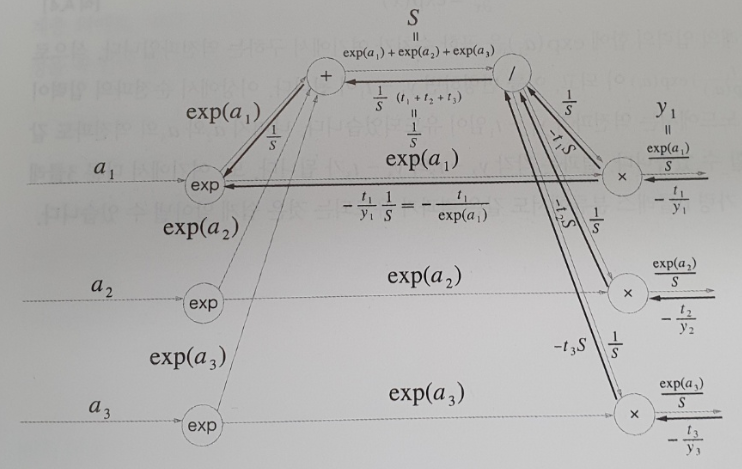 S
=
exp(a₁) + exp(a₂) + exp(a₃)
+
/
1/S (t₁ + t₂ + t₃)
=
1/S
exp(a₁)
1/S
1/S
-t₁S
y₁
=
exp(a₁)/S
a₁
exp
exp(a₁)
×
-t₁/y₁
-t₁/y₁ 1/S = -t₁/exp(a₁)
exp(a₂)
-t₂S
1/S
a₂
exp
exp(a₂)
×
exp(a₂)/S
-t₂/y₂
exp(a₃)
-t₃S
1/S
a₃
exp
exp(a₃)
×
exp(a₃)/S
-t₃/y₃